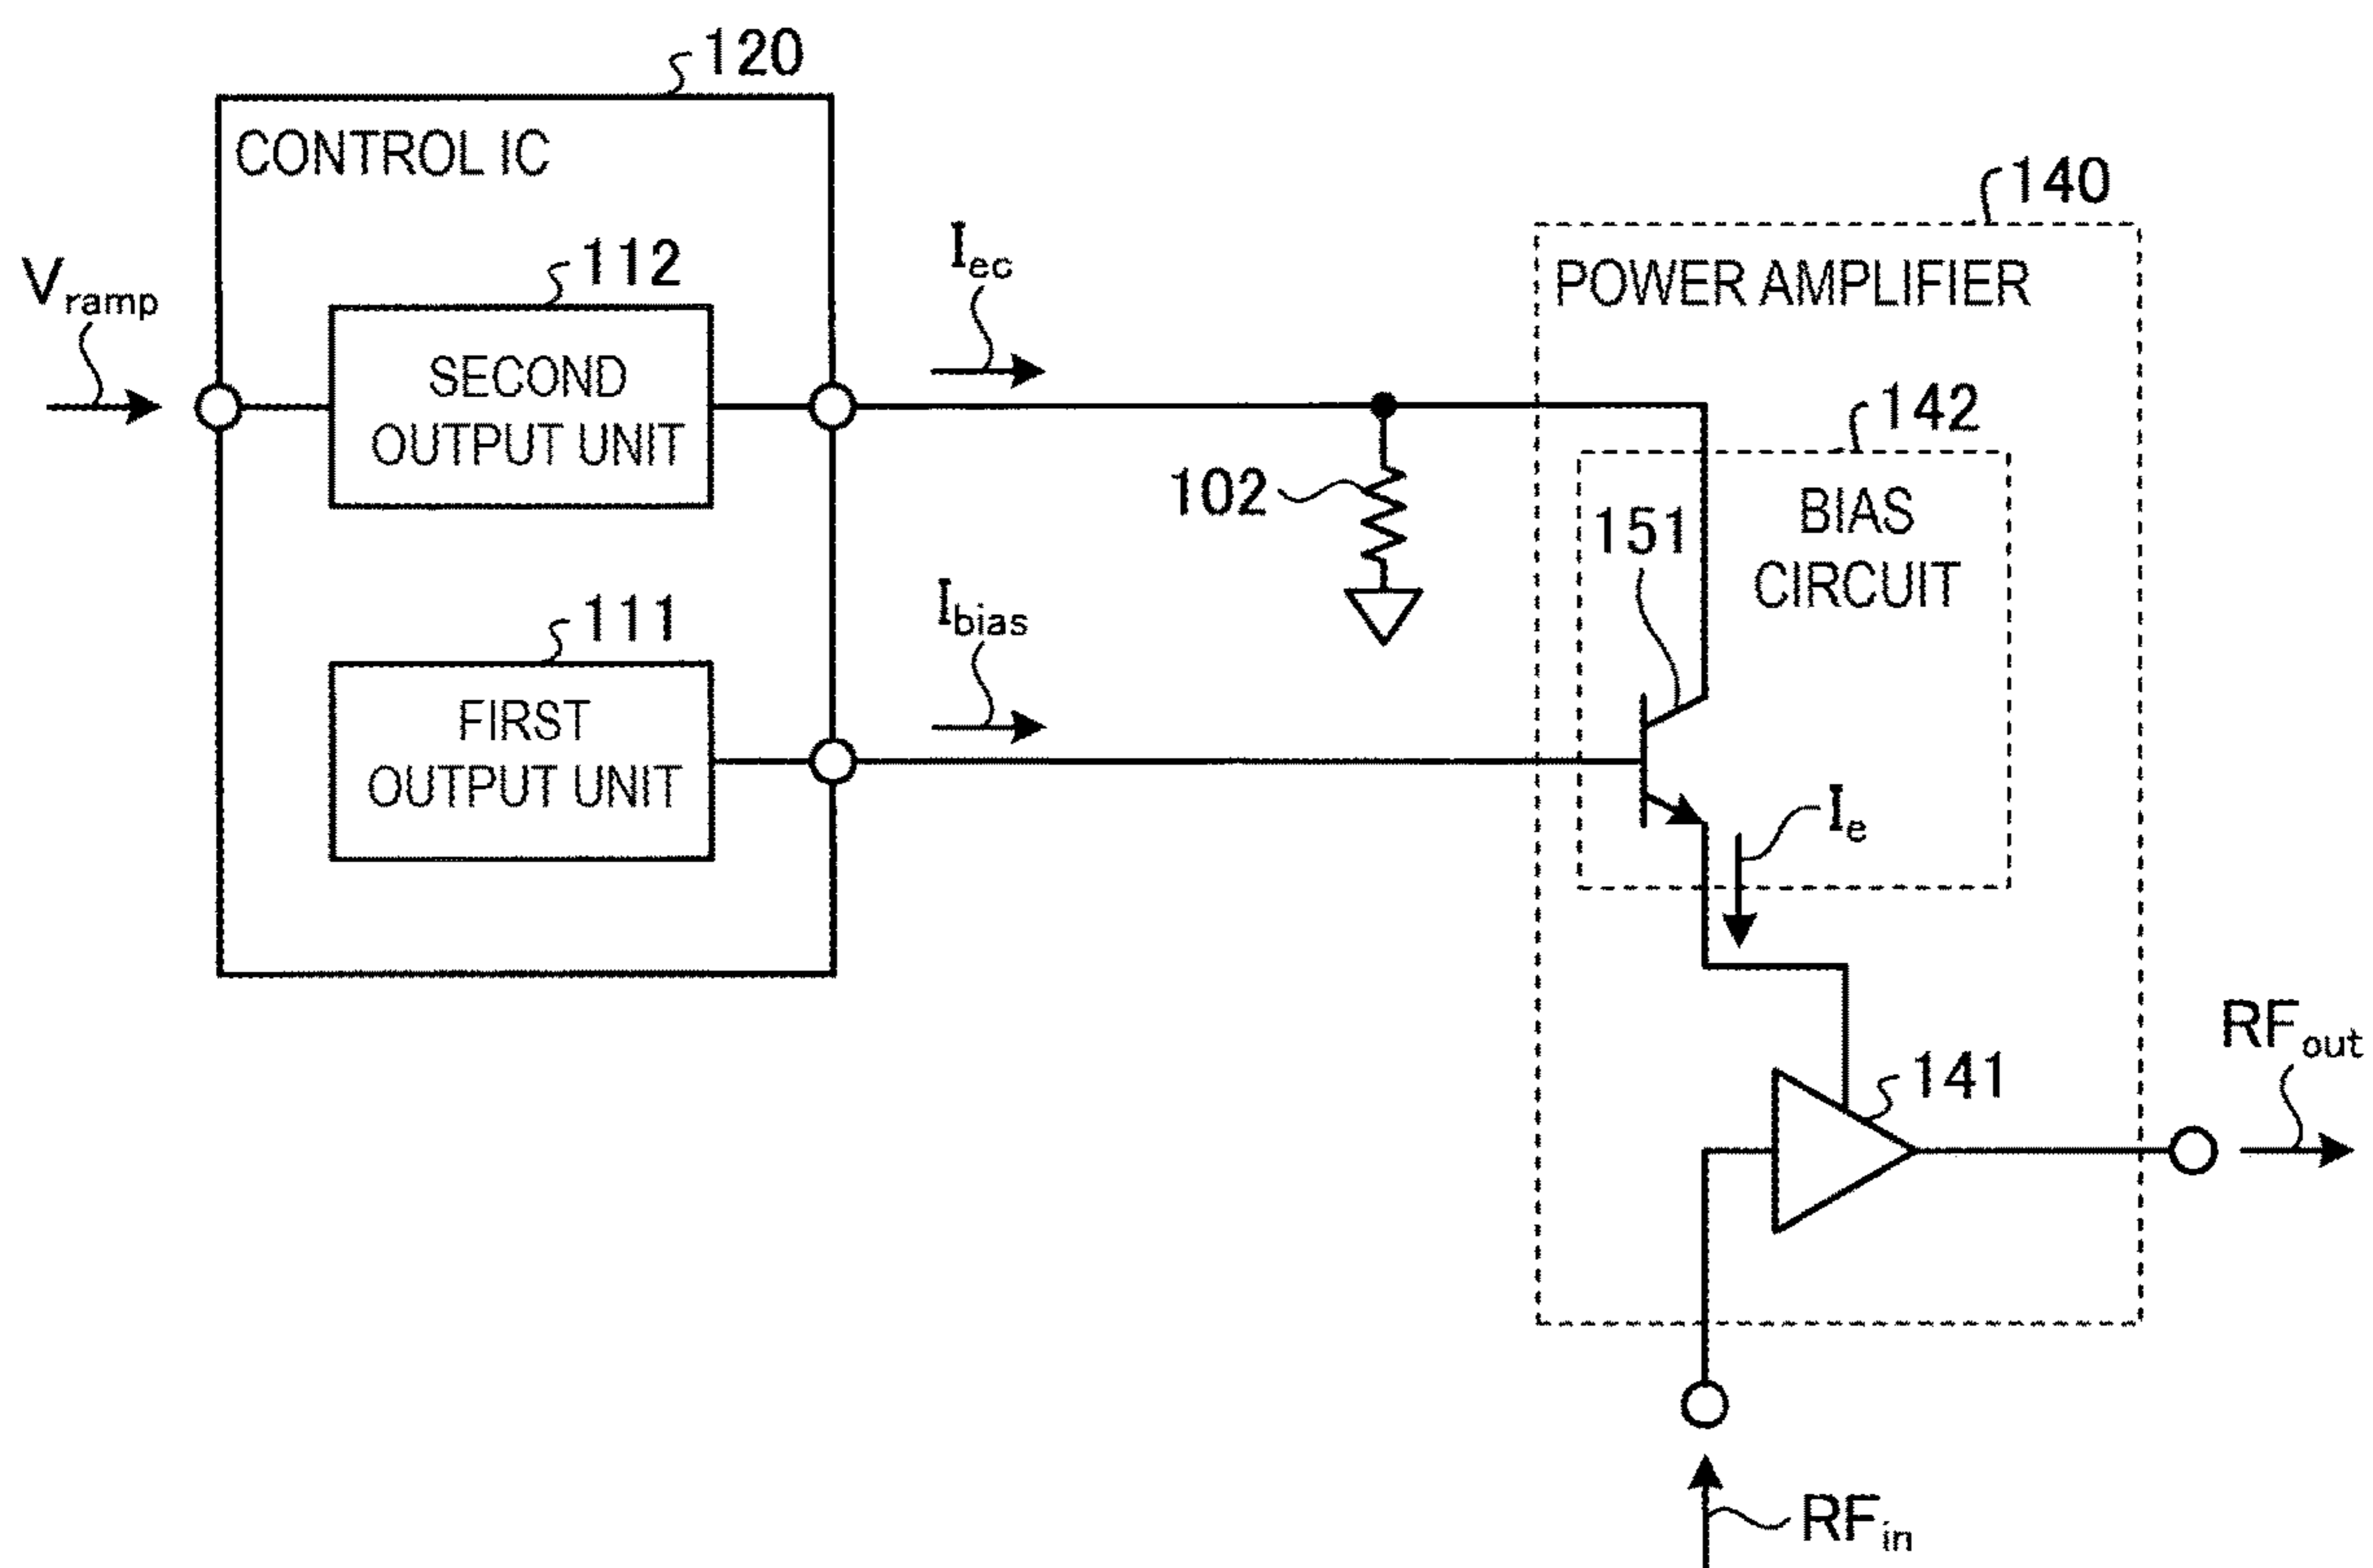 120
CONTROL IC
V_ramp
112
SECOND
OUTPUT UNIT
I_ec
111
FIRST
OUTPUT UNIT
I_bias
102
140
POWER AMPLIFIER
142
BIAS
CIRCUIT
151
I_e
141
RF_out
RF_in